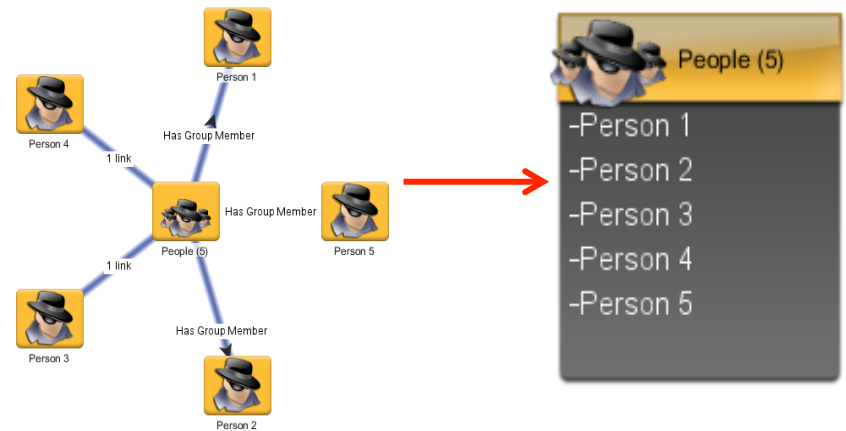 Person 1
Person 4
Has Group Member
1 link
Has Group Member
People (5)
Person 5
1 link
Has Group Member
Person 3
Person 2
People (5)
-Person 1
-Person 2
-Person 3
-Person 4
-Person 5